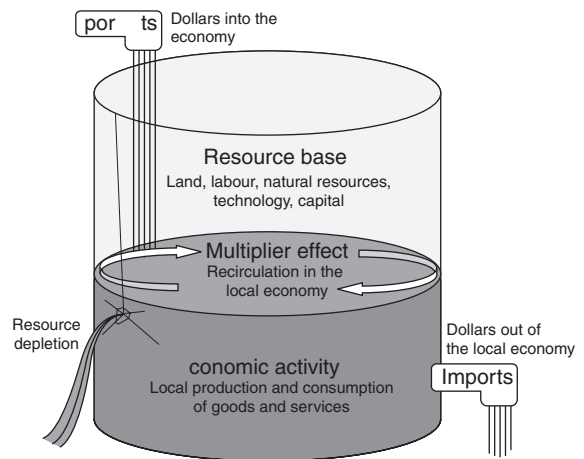 por ts
Dollars into the
economy
Resource base
Land, labour, natural resources,
technology, capital
Multiplier effect
Recirculation in the
local economy
Resource
depletion
conomic activity
Local production and consumption
of goods and services
Dollars out of
the local economy
Imports